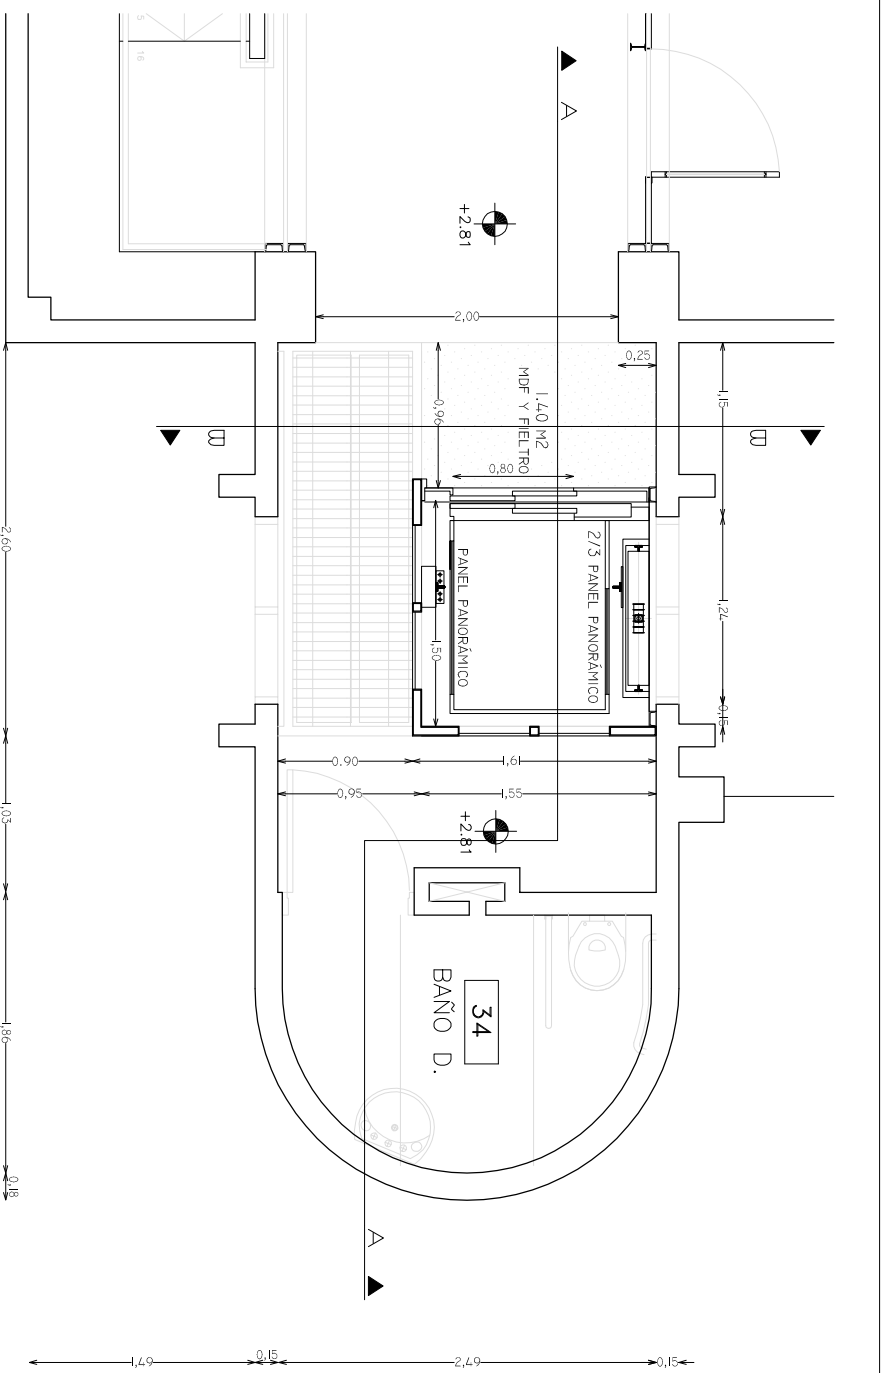 5
16
A
+2.81
2,00
0,25
1.40 M2
MDF Y FIELTRO
0,96
1,15
B
B
0,80
2/3 PANEL PANORÁMICO
PANEL PANORÁMICO
1,50
1,24
0,15
2,60
0.90
1,61
0,95
1,55
+2.81
1,03
34
BAÑO D.
1,86
0,18
A
1,49
0,15
2,49
0,15